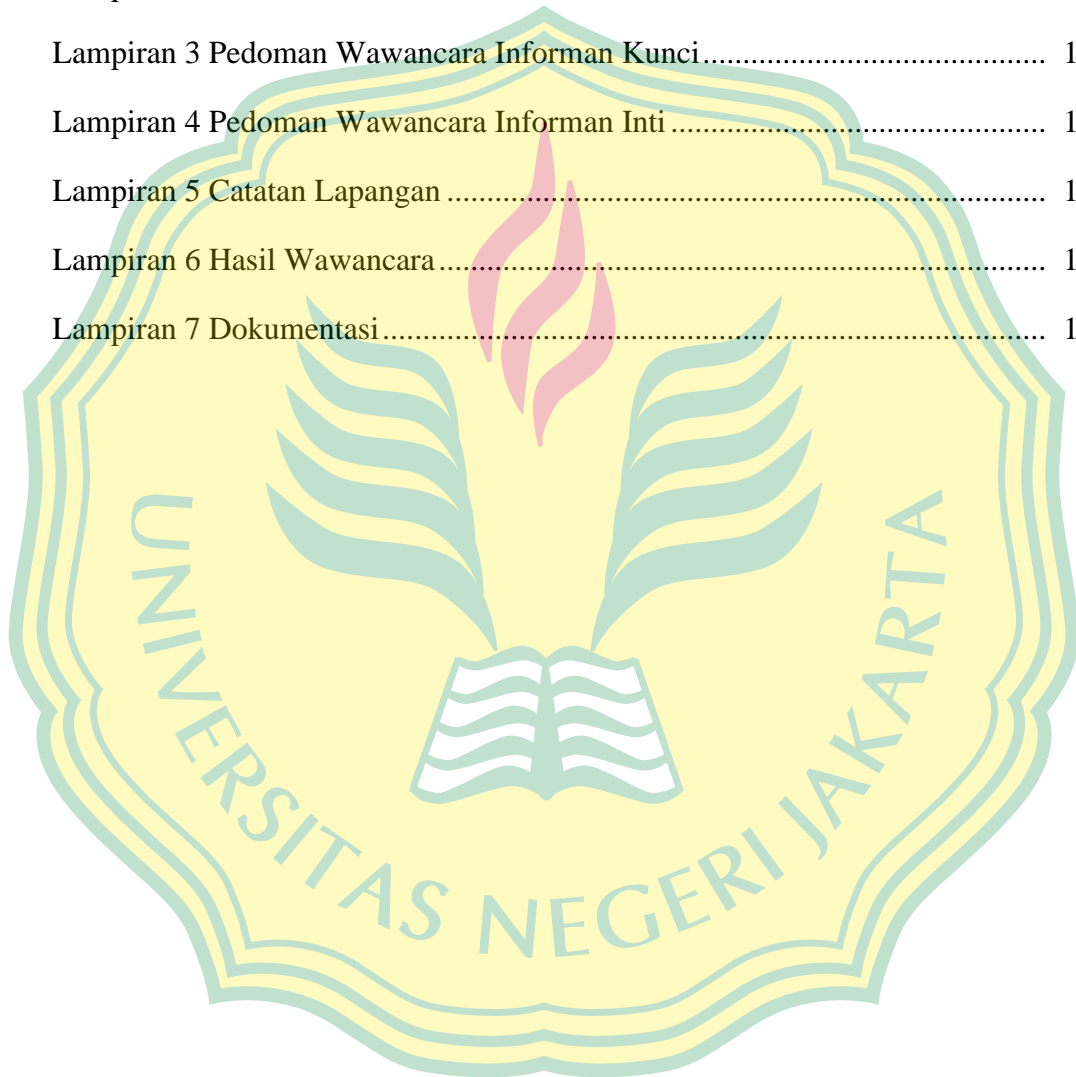 Lampiran 3 Pedoman Wawancara Informan Kunci........................................ 1
Lampiran 4 Pedoman Wawancara Informan Inti ........................................... 1
Lampiran 5 Catatan Lapangan ...................................................................... 1
Lampiran 6 Hasil Wawancara....................................................................... 1
Lampiran 7 Dokumentasi.............................................................................. 1
UNIVERSITAS NEGERI JAKARTA